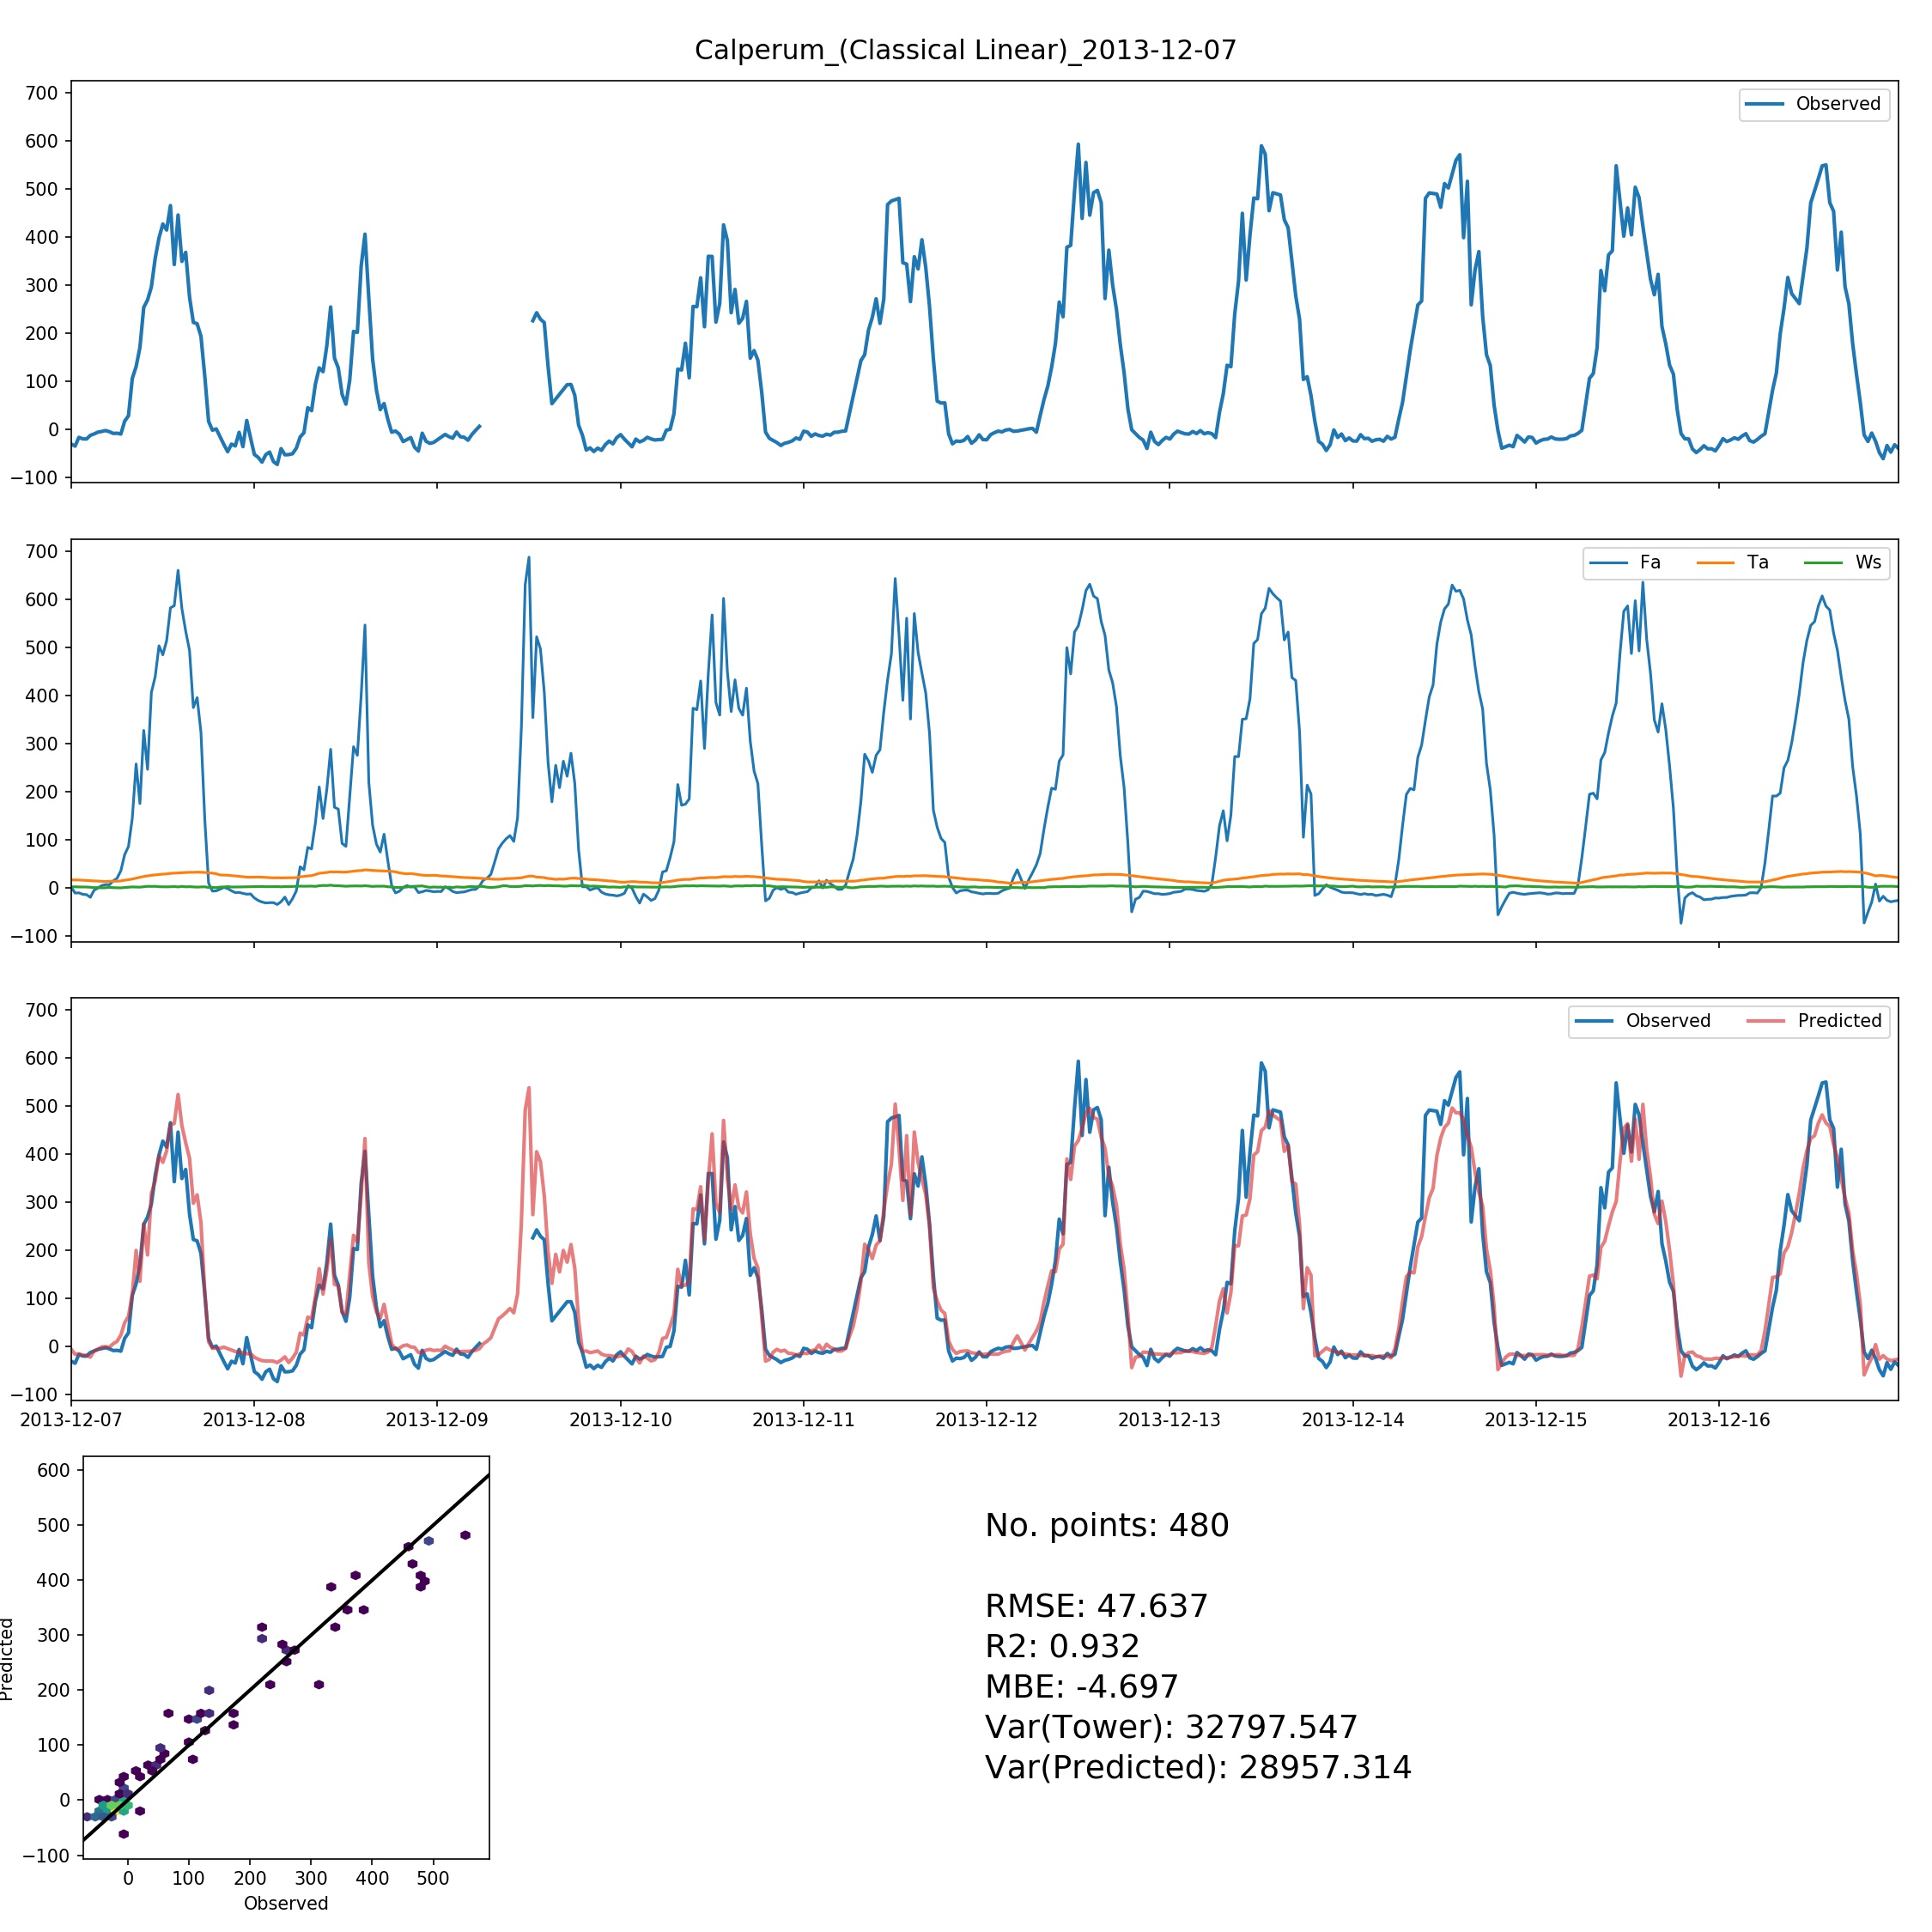 Calperum_(Classical Linear)_2013-12-07
700
600
500
400
300
200
100
0
−100
Observed
700
600
500
400
300
200
100
0
−100
Fa Ta Ws
700
600
500
400
300
200
100
0
−100
Observed Predicted
2013-12-07 2013-12-08 2013-12-09 2013-12-10 2013-12-11 2013-12-12 2013-12-13 2013-12-14 2013-12-15 2013-12-16
600
500
400
300
200
100
0
−100
Predicted
0 100 200 300 400 500
Observed
No. points: 480
RMSE: 47.637
R2: 0.932
MBE: -4.697
Var(Tower): 32797.547
Var(Predicted): 28957.314